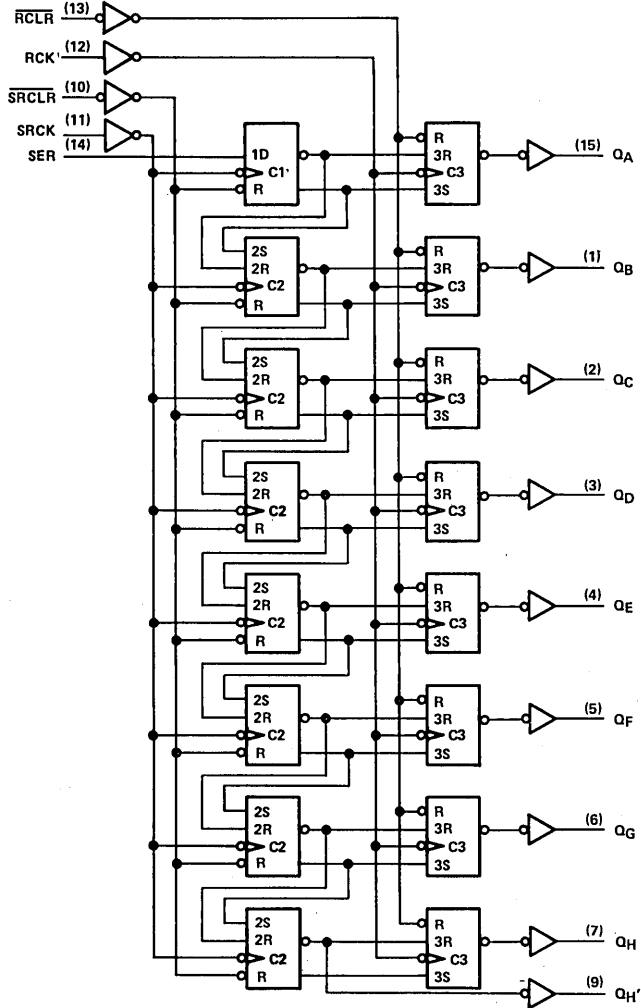 RCLR (13)
RCK' (12)
SRCLR (10)
SRCK (11)
SER (14)
1D
C1'
R
R
3R
C3
3S
(15) QA
2S
2R
C2
R
R
3R
C3
3S
(1) QB
2S
2R
C2
R
R
3R
C3
3S
(2) QC
2S
2R
C2
R
R
3R
C3
3S
(3) QD
2S
2R
C2
R
R
3R
C3
3S
(4) QE
2S
2R
C2
R
R
3R
C3
3S
(5) QF
2S
2R
C2
R
R
3R
C3
3S
(6) QG
2S
2R
C2
R
R
3R
C3
3S
(7) QH
(9) QH'